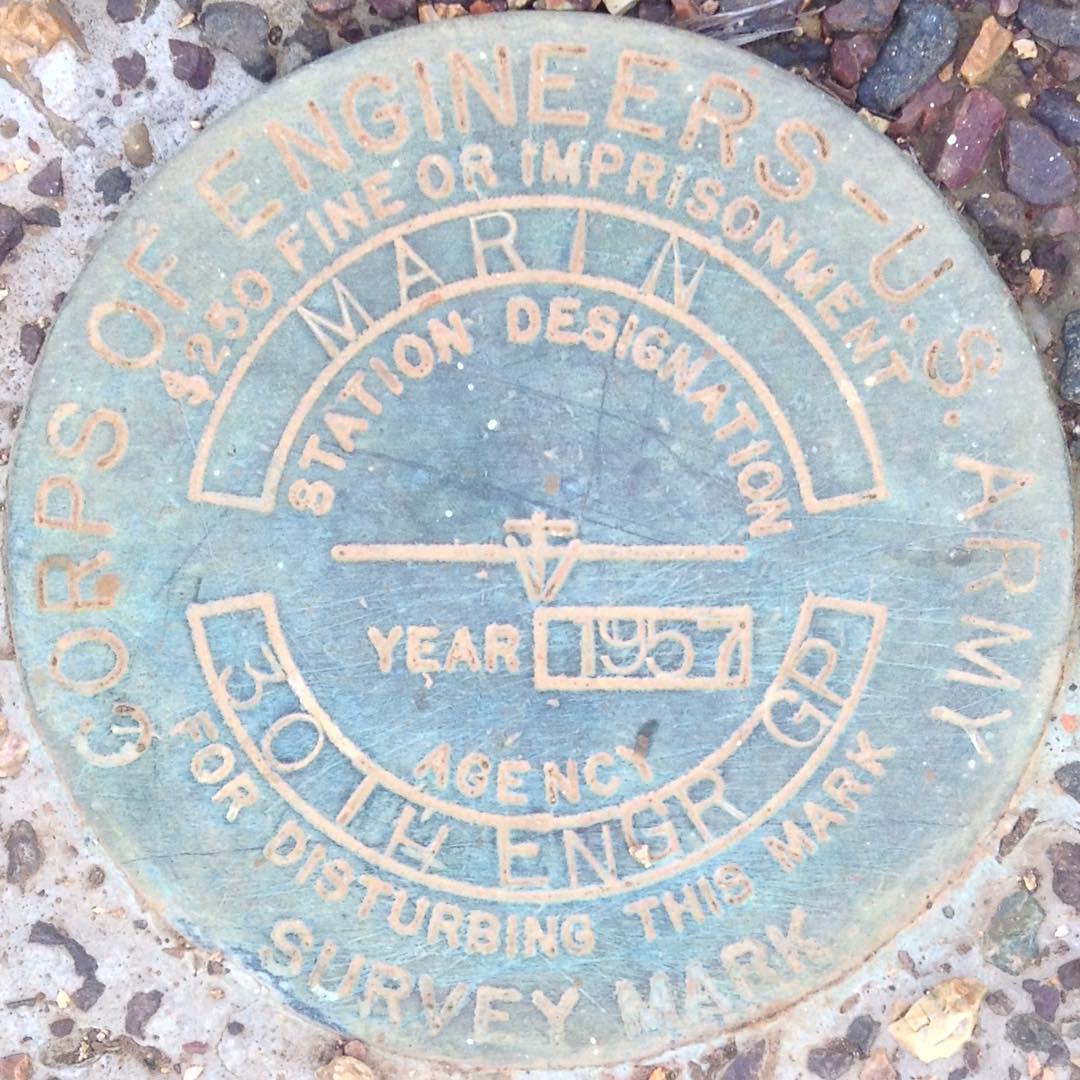 CORPS OF ENGINEERS-U.S. ARMY
$250 FINE OR IMPRISONMENT
MARIN
STATION DESIGNATION
YEAR 1957
AGENCY
30TH ENGR GP
FOR DISTURBING THIS MARK
SURVEY MARK